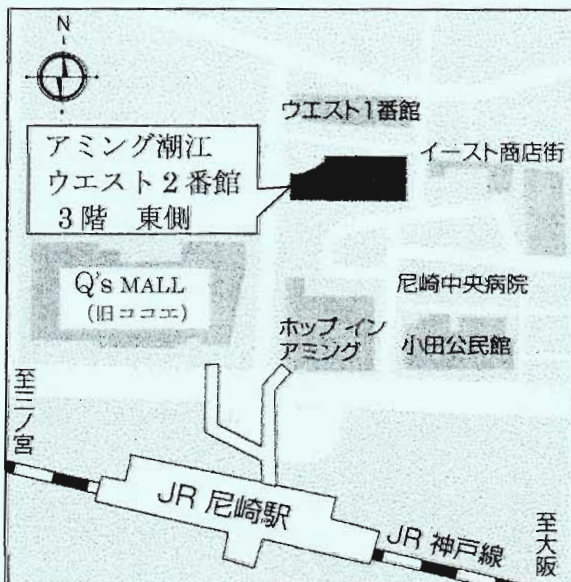 N
ウエスト1番館
アミング潮江
ウエスト2番館
3階 東側
イースト商店街
Q's MALL
(旧ココエ)
尼崎中央病院
ホップイン
アミング
小田公民館
至三ノ宮
JR 尼崎駅
JR 神戸線
至大阪